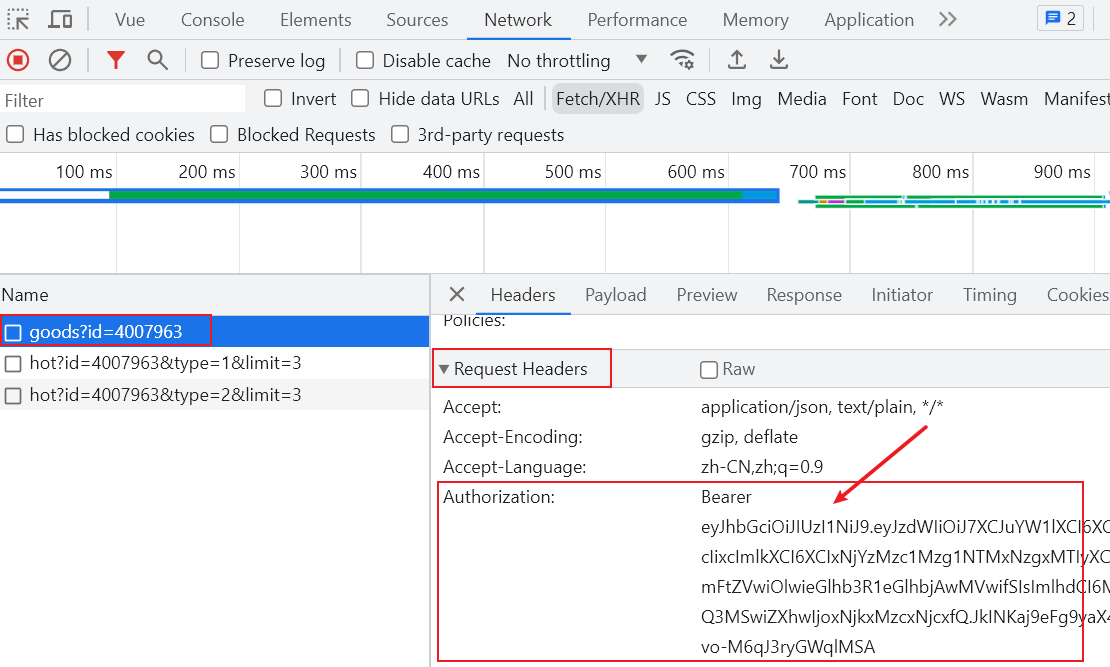 Vue Console Elements Sources Network Performance Memory Application 2
Preserve log Disable cache No throttling
Filter Invert Hide data URLs All Fetch/XHR JS CSS Img Media Font Doc WS Wasm Manifest
Has blocked cookies Blocked Requests 3rd-party requests
100 ms 200 ms 300 ms 400 ms 500 ms 600 ms 700 ms 800 ms 900 ms
Name Headers Payload Preview Response Initiator Timing Cookies
Policies:
goods?id=4007963
hot?id=4007963&type=1&limit=3
Request Headers Raw
hot?id=4007963&type=2&limit=3
Accept: application/json, text/plain, */*
Accept-Encoding: gzip, deflate
Accept-Language: zh-CN,zh;q=0.9
Authorization: Bearer
eyJhbGciOiJIUzI1NiJ9.eyJzdWIiOiJ7XCJuYW1lXCI6XC
cIixcImlkXCI6XCIxNjYzMzc1Mzg1NTMxNzgxMTIyXC
mFtZVwiOlwieGlhb3R1eGlhbjAwMVwifSIsImlhdCI6M
Q3MSwiZXhwIjoxNjkxMzcxNjcxfQ.JkINKaj9eFg9yaX4
vo-M6qJ3ryGWqlMSA